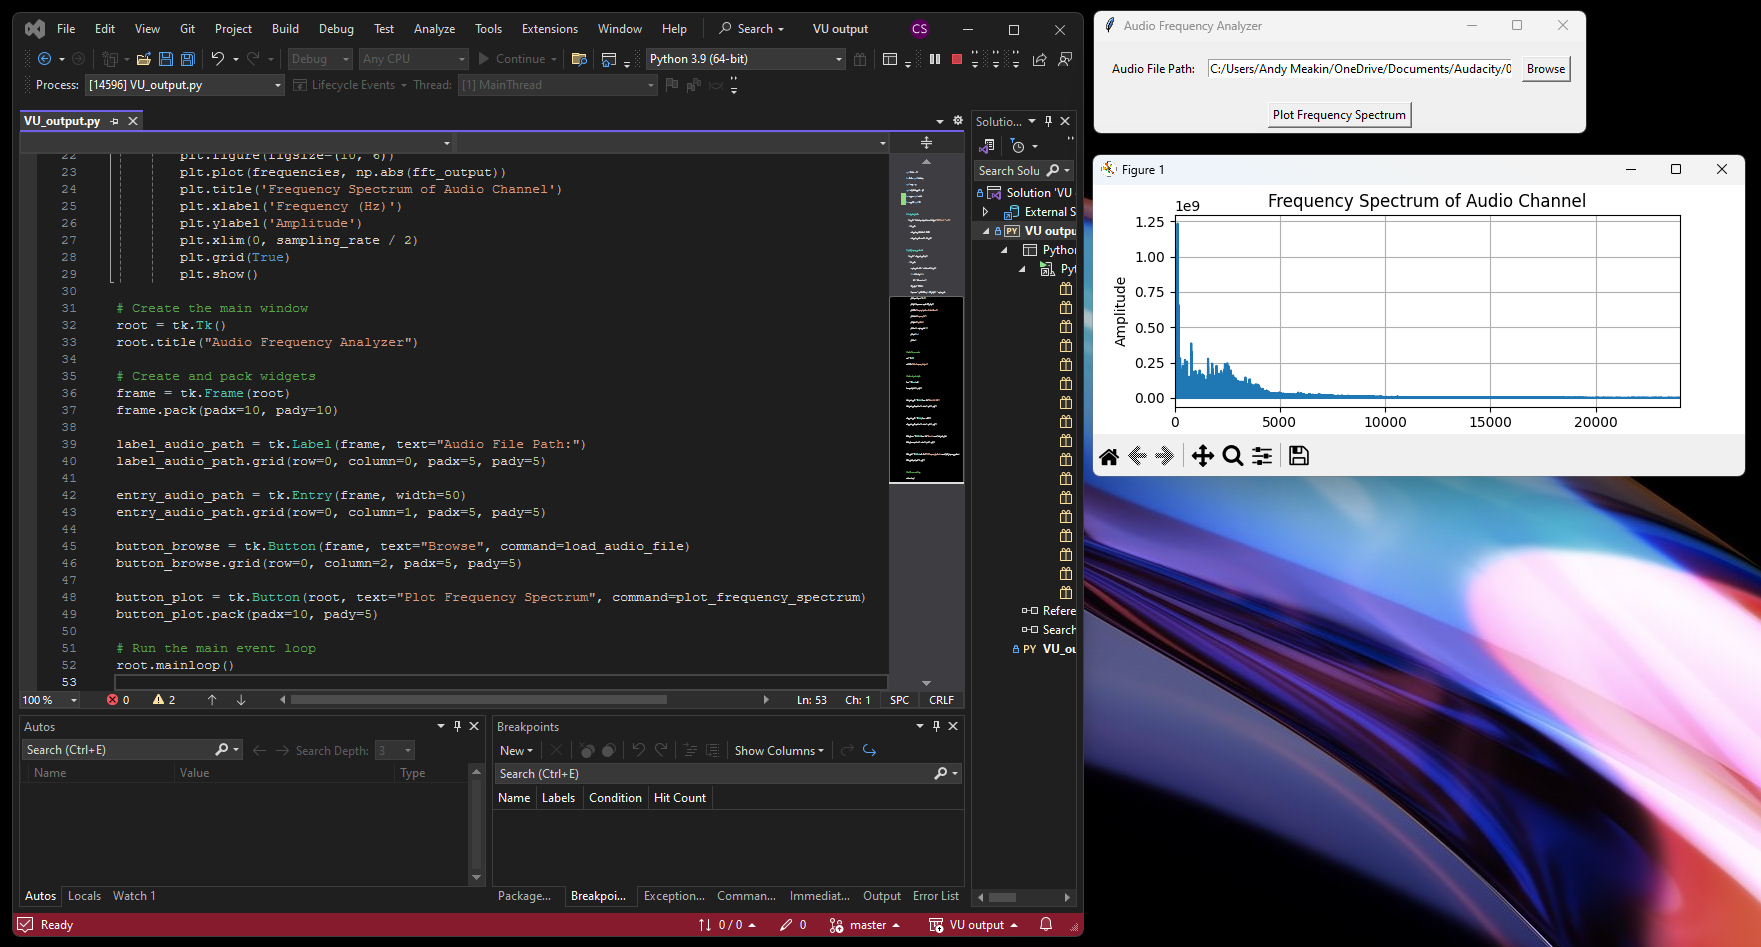 File Edit View Git Project Build Debug Test Analyze Tools Extensions Window Help Search VU output CS
Debug Any CPU Continue Python 3.9 (64-bit)
Process: [14596] VU_output.py Lifecycle Events Thread: [1] MainThread
VU_output.py
22 plt.figure(figsize=(10, 6))
23 plt.plot(frequencies, np.abs(fft_output))
24 plt.title('Frequency Spectrum of Audio Channel')
25 plt.xlabel('Frequency (Hz)')
26 plt.ylabel('Amplitude')
27 plt.xlim(0, sampling_rate / 2)
28 plt.grid(True)
29 plt.show()
30
31 # Create the main window
32 root = tk.Tk()
33 root.title("Audio Frequency Analyzer")
34
35 # Create and pack widgets
36 frame = tk.Frame(root)
37 frame.pack(padx=10, pady=10)
38
39 label_audio_path = tk.Label(frame, text="Audio File Path:")
40 label_audio_path.grid(row=0, column=0, padx=5, pady=5)
41
42 entry_audio_path = tk.Entry(frame, width=50)
43 entry_audio_path.grid(row=0, column=1, padx=5, pady=5)
44
45 button_browse = tk.Button(frame, text="Browse", command=load_audio_file)
46 button_browse.grid(row=0, column=2, padx=5, pady=5)
47
48 button_plot = tk.Button(root, text="Plot Frequency Spectrum", command=plot_frequency_spectrum)
49 button_plot.pack(padx=10, pady=5)
50
51 # Run the main event loop
52 root.mainloop()
53
100 % 0 2 Ln: 53 Ch: 1 SPC CRLF
Solutio...
Search Solu
Solution 'VU
External S
PY VU outpu
Python
Pyt
Refere
Search
PY VU_ou
Autos
Search (Ctrl+E) Search Depth: 3
Name Value Type
Autos Locals Watch 1
Breakpoints
New Show Columns
Search (Ctrl+E)
Name Labels Condition Hit Count
Package... Breakpoi... Exception... Comman... Immediat... Output Error List
Ready 0 / 0 0 master VU output
Audio Frequency Analyzer
Audio File Path: C:/Users/Andy Meakin/OneDrive/Documents/Audacity/0 Browse
Plot Frequency Spectrum
Figure 1
Frequency Spectrum of Audio Channel
1e9
1.25
1.00
0.75
0.50
0.25
0.00
Amplitude
0 5000 10000 15000 20000